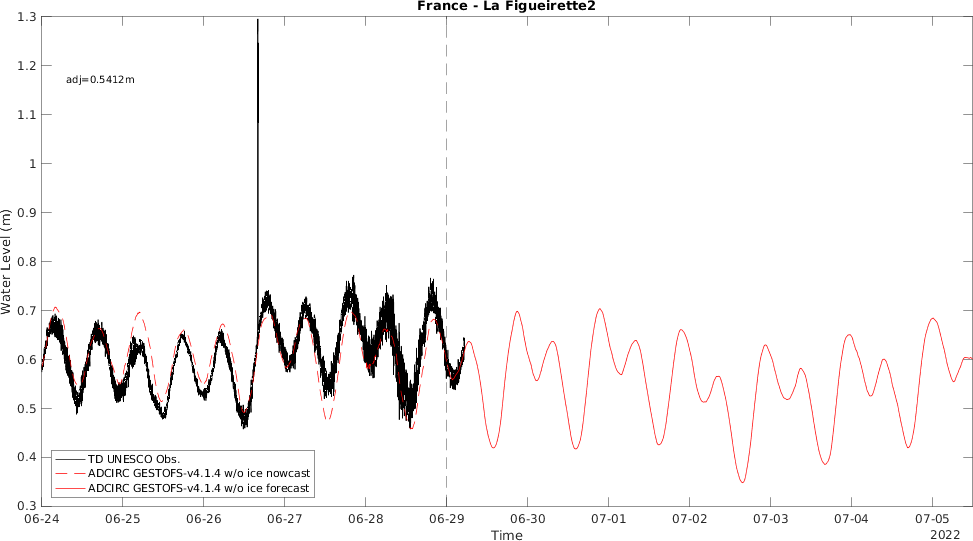 France - La Figueirette2
1.3
1.2
1.1
1
0.9
0.8
0.7
0.6
0.5
0.4
0.3
Water Level (m)
adj=0.5412m
TD UNESCO Obs.
ADCIRC GESTOFS-v4.1.4 w/o ice nowcast
ADCIRC GESTOFS-v4.1.4 w/o ice forecast
06-24 06-25 06-26 06-27 06-28 06-29 06-30 07-01 07-02 07-03 07-04 07-05
Time
2022